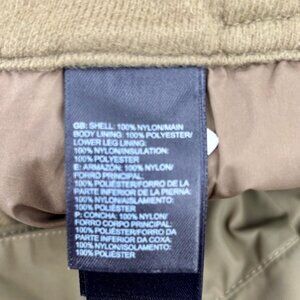 GB: SHELL: 100% NYLON/MAIN
BODY LINING: 100% POLYESTER/
LOWER LEG LINING:
100% NYLON/INSULATION:
100% POLYESTER
E: ARMAZÓN: 100% NYLON/
FORRO PRINCIPAL:
100% POLIÉSTER/FORRO DE LA
PARTE INFERIOR DE LA PIERNA:
100% NYLON/AISLAMIENTO:
100% POLIÉSTER
P: CONCHA: 100% NYLON/
FORRO CORPO PRINCIPAL:
100% POLIÉSTER/FORRO DA
PARTE INFERIOR DA COXA:
100% NYLON/ISOLAMENTO:
100% POLIÉSTER